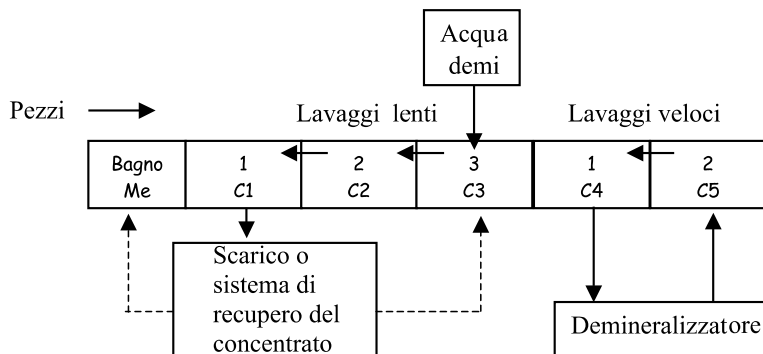 Acqua
demi
Pezzi
Lavaggi lenti
Lavaggi veloci
Bagno
Me
1
C1
2
C2
3
C3
1
C4
2
C5
Scarico o
sistema di
recupero del
concentrato
Demineralizzatore